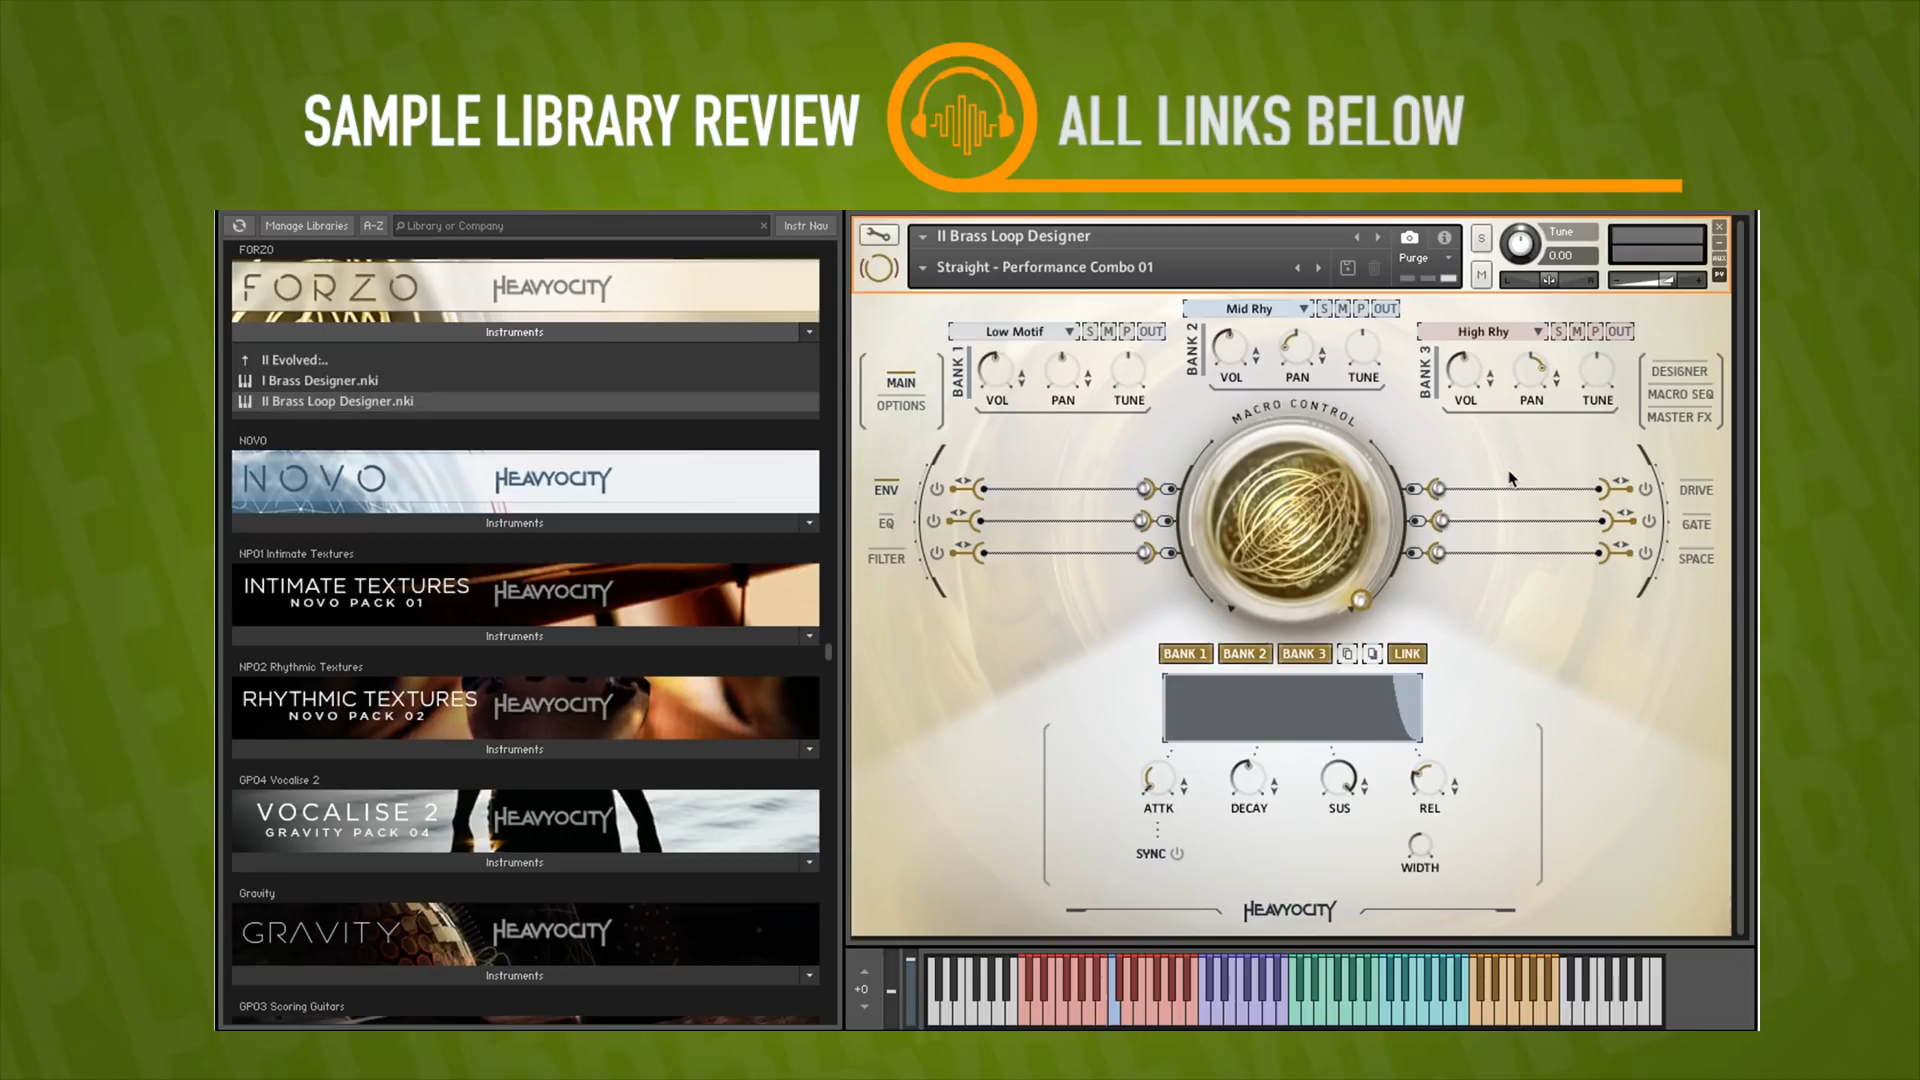 SAMPLE LIBRARY REVIEW
ALL LINKS BELOW
Manage Libraries
A-Z
Library or Company
Instr Nav
FORZO
FORZO
HEAVYOCITY
Instruments
II Evolved:..
I Brass Designer.nki
II Brass Loop Designer.nki
NOVO
NOVO
HEAVYOCITY
Instruments
NP01 Intimate Textures
INTIMATE TEXTURES
NOVO PACK 01
HEAVYOCITY
Instruments
NP02 Rhythmic Textures
RHYTHMIC TEXTURES
NOVO PACK 02
HEAVYOCITY
Instruments
GP04 Vocalise 2
VOCALISE 2
GRAVITY PACK 04
HEAVYOCITY
Instruments
Gravity
GRAVITY
HEAVYOCITY
Instruments
GP03 Scoring Guitars
II Brass Loop Designer
Straight - Performance Combo 01
Purge
S
M
Tune
0.00
L
R
AUX
PV
Low Motif
S M P OUT
BANK 1
VOL PAN TUNE
Mid Rhy
S M P OUT
BANK 2
VOL PAN TUNE
High Rhy
S M P OUT
BANK 3
VOL PAN TUNE
MAIN
OPTIONS
DESIGNER
MACRO SEQ
MASTER FX
MACRO CONTROL
ENV
EQ
FILTER
DRIVE
GATE
SPACE
BANK 1 BANK 2 BANK 3 LINK
ATTK DECAY SUS REL
SYNC
WIDTH
HEAVYOCITY
+0